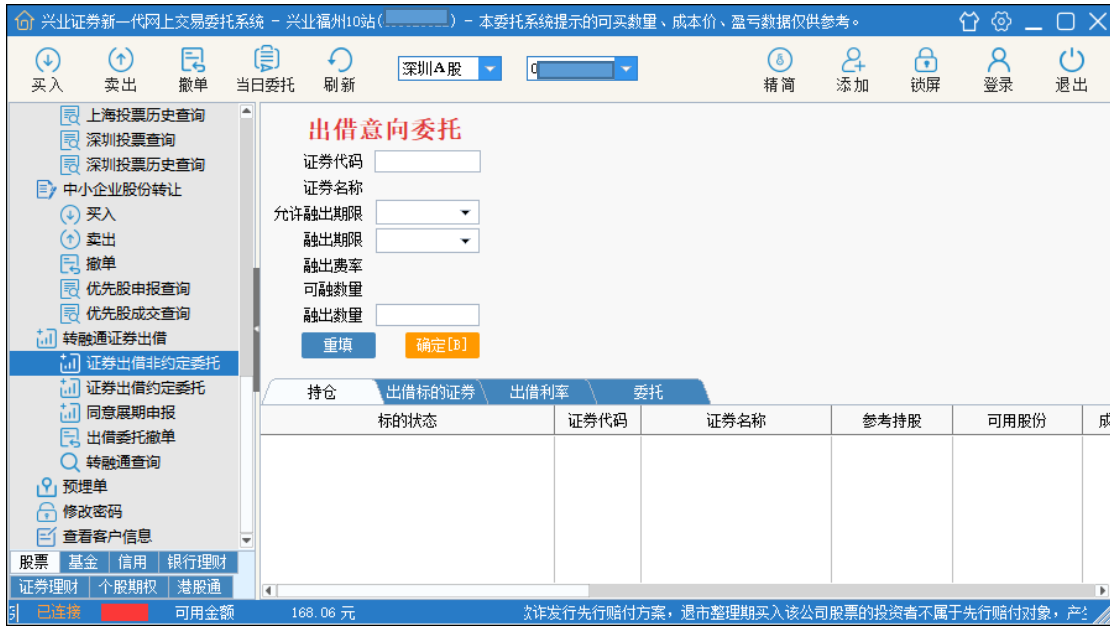 兴业证券新一代网上交易委托系统 - 兴业福州10站( ) - 本委托系统提示的可买数量、成本价、盈亏数据仅供参考。
买入 卖出 撤单 当日委托 刷新 深圳A股 0 精简 添加 锁屏 登录 退出
上海投票历史查询
深圳投票查询
深圳投票历史查询
中小企业股份转让
买入
卖出
撤单
优先股申报查询
优先股成交查询
转融通证券出借
证券出借非约定委托
证券出借约定委托
同意展期申报
出借委托撤单
转融通查询
预埋单
修改密码
查看客户信息
股票 基金 信用 银行理财
证券理财 个股期权 港股通
出借意向委托
证券代码
证券名称
允许融出期限
融出期限
融出费率
可融数量
融出数量
重填 确定[B]
持仓 出借标的证券 出借利率 委托
标的状态 证券代码 证券名称 参考持股 可用股份
已连接 可用金额 168.06 元 欺诈发行先行赔付方案，退市整理期买入该公司股票的投资者不属于先行赔付对象，产生